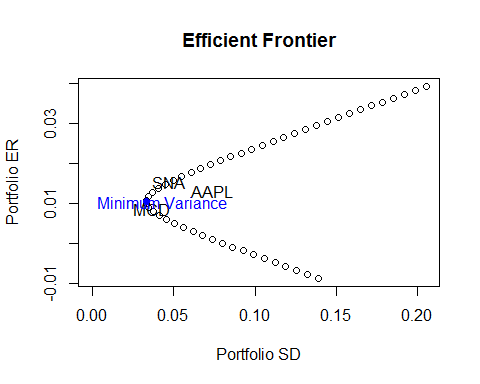 Efficient Frontier
Portfolio ER
0.03
0.01
-0.01
SNA
AAPL
Minimum Variance
MCD
0.00
0.05
0.10
0.15
0.20
Portfolio SD